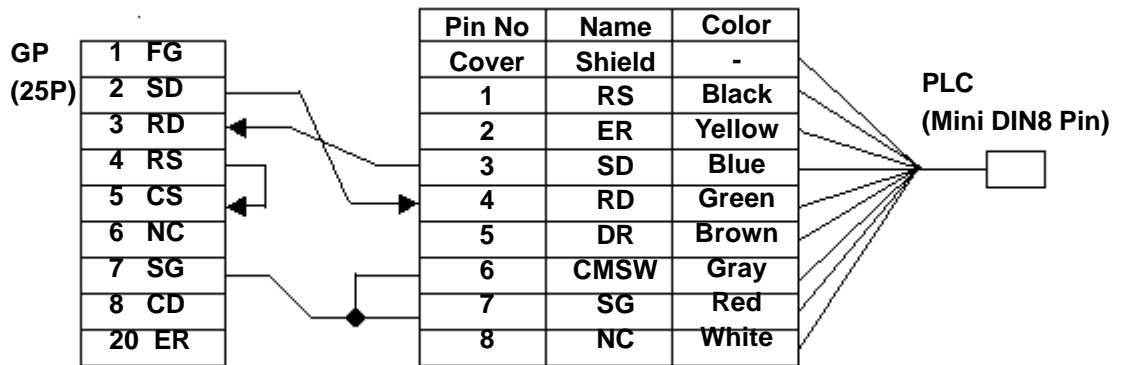 GP
(25P)
1 FG
2 SD
3 RD
4 RS
5 CS
6 NC
7 SG
8 CD
20 ER
Pin No Name Color
Cover Shield -
1 RS Black
2 ER Yellow
3 SD Blue
4 RD Green
5 DR Brown
6 CMSW Gray
7 SG Red
8 NC White
PLC
(Mini DIN8 Pin)